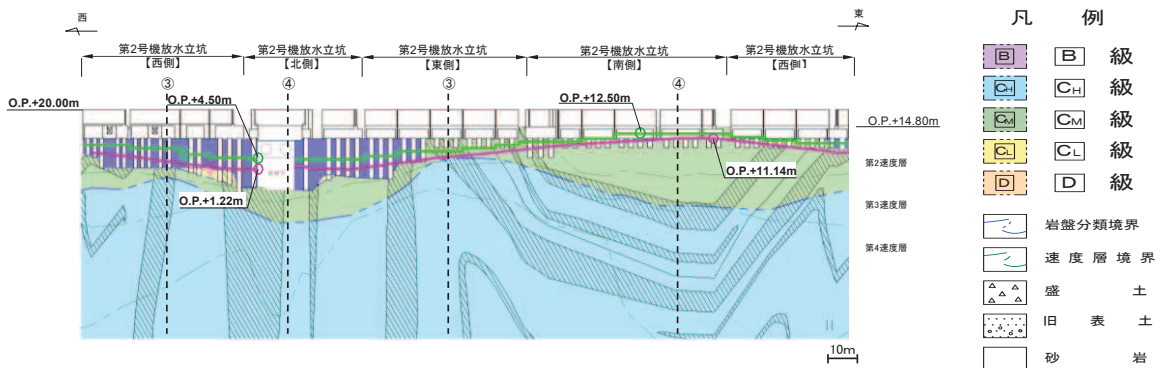 西
東
第2号機放水立坑
【西側】
第2号機放水立坑
【北側】
第2号機放水立坑
【東側】
第2号機放水立坑
【南側】
第2号機放水立坑
【西側】
③
④
③
④
O.P.+20.00m
O.P.+4.50m
O.P.+12.50m
O.P.+14.80m
O.P.+1.22m
O.P.+11.14m
第2速度層
第3速度層
第4速度層
10m
凡 例
B B 級
CH CH 級
CM CM 級
CL CL 級
D D 級
岩盤分類境界
速度層境界
盛 土
旧表土
砂 岩